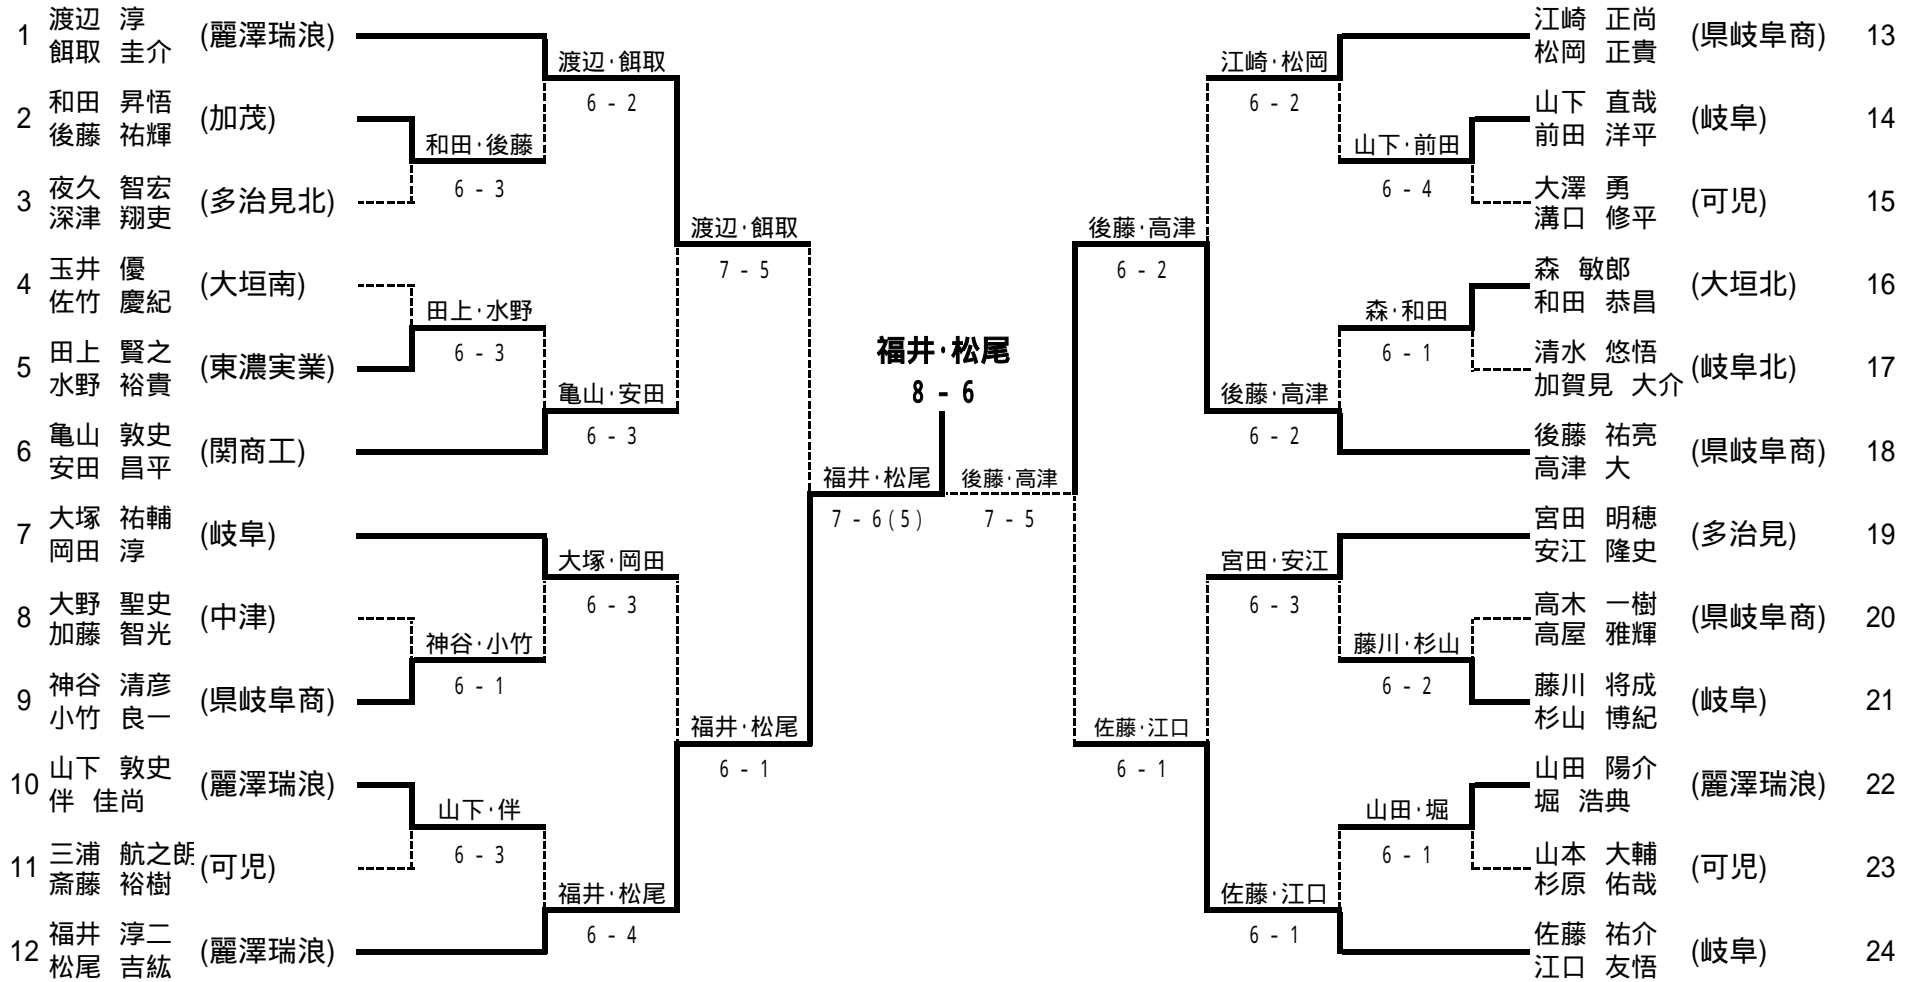 1 渡辺 淳 (麗澤瑞浪)
餌取 圭介
2 和田 昇悟 (加茂)
後藤 祐輝
3 夜久 智宏 (多治見北)
深津 翔吏
4 玉井 優 (大垣南)
佐竹 慶紀
5 田上 賢之 (東濃実業)
水野 裕貴
6 亀山 敦史 (関商工)
安田 昌平
7 大塚 祐輔 (岐阜)
岡田 淳
8 大野 聖史 (中津)
加藤 智光
9 神谷 清彦 (県岐阜商)
小竹 良一
10 山下 敦史 (麗澤瑞浪)
伴 佳尚
11 三浦 航之朗 (可児)
斎藤 裕樹
12 福井 淳二 (麗澤瑞浪)
松尾 吉紘
和田・後藤
6 - 3
田上・水野
6 - 3
神谷・小竹
6 - 1
山下・伴
6 - 3
渡辺・餌取
6 - 2
亀山・安田
6 - 3
大塚・岡田
6 - 3
福井・松尾
6 - 4
渡辺・餌取
7 - 5
福井・松尾
6 - 1
福井・松尾
7 - 6(5)
福井・松尾
8 - 6
後藤・高津
7 - 5
後藤・高津
6 - 2
佐藤・江口
6 - 1
江崎・松岡
6 - 2
後藤・高津
6 - 2
宮田・安江
6 - 3
佐藤・江口
6 - 1
山下・前田
6 - 4
森・和田
6 - 1
藤川・杉山
6 - 2
山田・堀
6 - 1
江崎 正尚 (県岐阜商) 13
松岡 正貴
山下 直哉 (岐阜) 14
前田 洋平
大澤 勇 (可児) 15
溝口 修平
森 敏郎 (大垣北) 16
和田 恭昌
清水 悠悟 (岐阜北) 17
加賀見 大介
後藤 祐亮 (県岐阜商) 18
高津 大
宮田 明穂 (多治見) 19
安江 隆史
高木 一樹 (県岐阜商) 20
高屋 雅輝
藤川 将成 (岐阜) 21
杉山 博紀
山田 陽介 (麗澤瑞浪) 22
堀 浩典
山本 大輔 (可児) 23
杉原 佑哉
佐藤 祐介 (岐阜) 24
江口 友悟